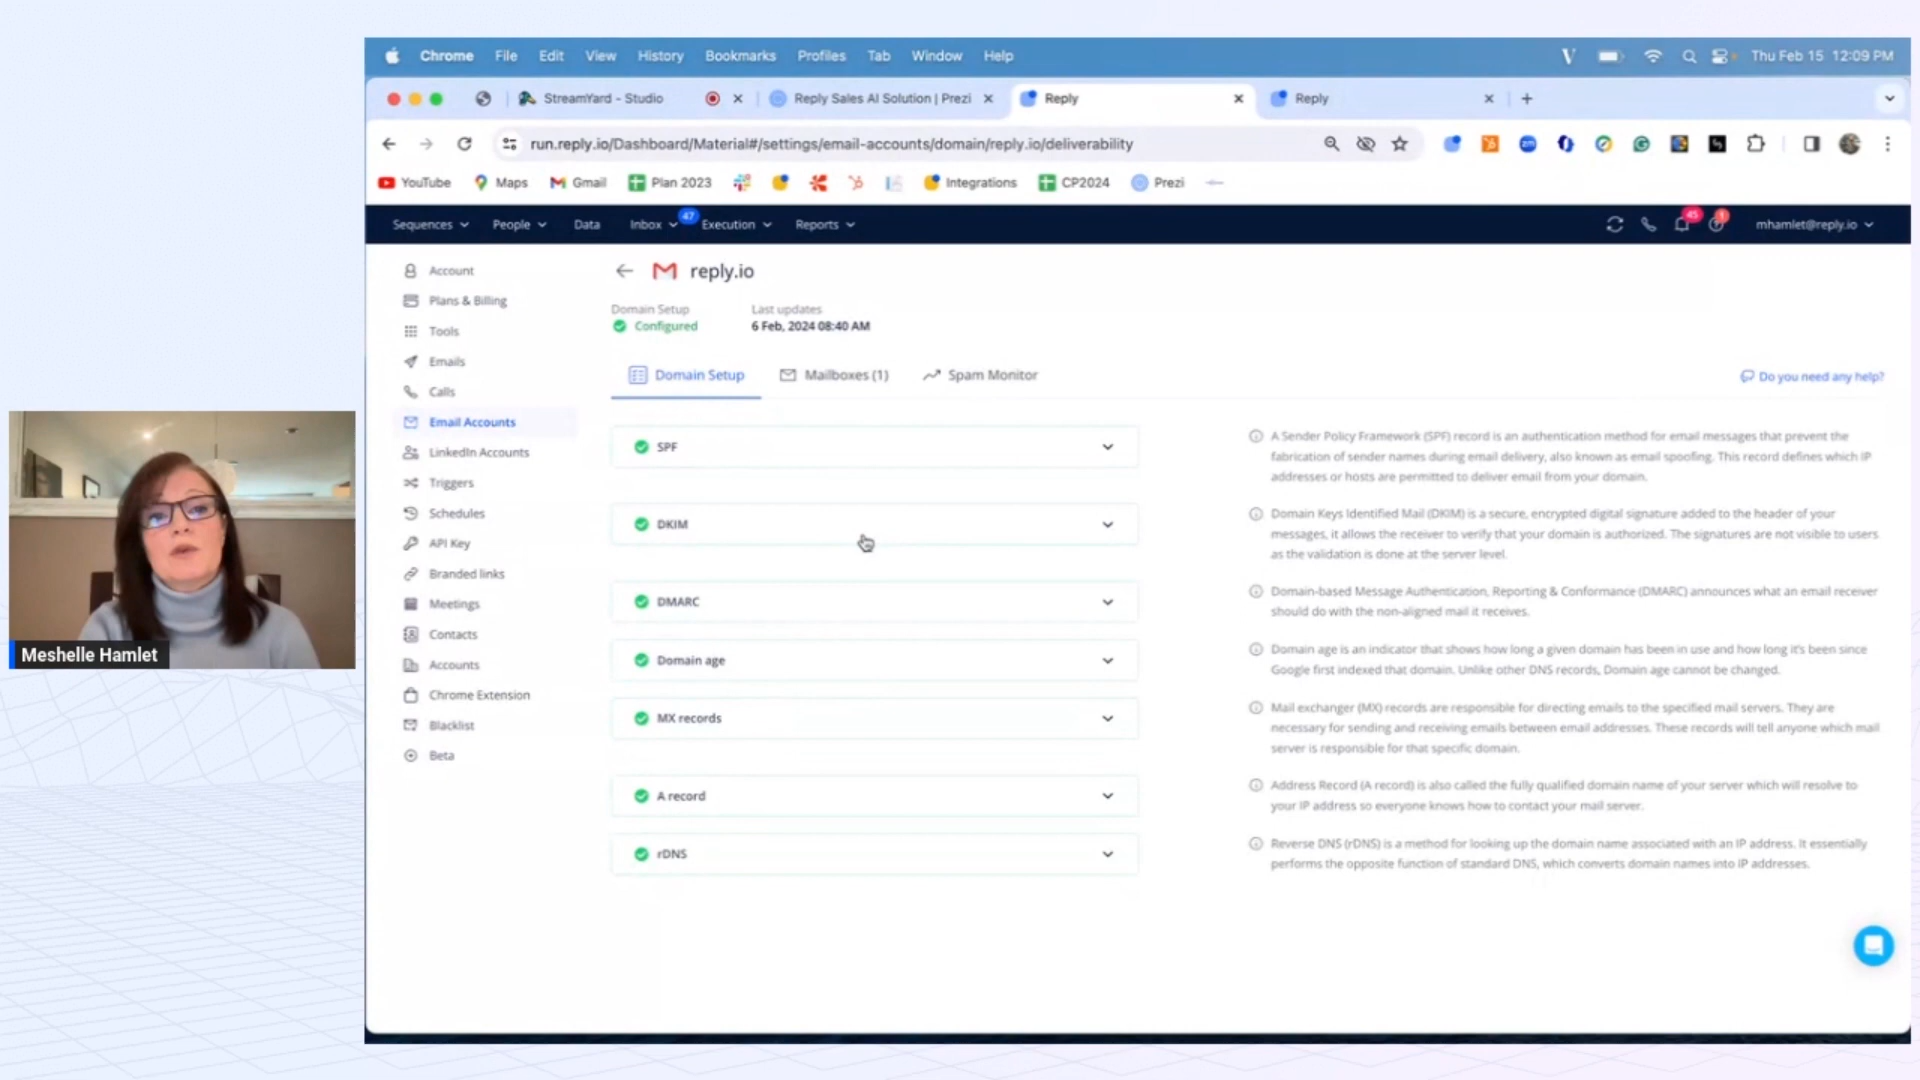 Chrome File Edit View History Bookmarks Profiles Tab Window Help
Thu Feb 15 12:09 PM
StreamYard - Studio
Reply Sales AI Solution | Prezi
Reply
Reply
run.reply.io/Dashboard/Material#/settings/email-accounts/domain/reply.io/deliverability
YouTube Maps Gmail Plan 2023 Integrations CP2024 Prezi
Sequences People Data Inbox 47 Execution Reports
45 1 mhamlet@reply.io
Account
Plans & Billing
Tools
Emails
Calls
Email Accounts
LinkedIn Accounts
Triggers
Schedules
API Key
Branded links
Meetings
Contacts
Accounts
Chrome Extension
Blacklist
Beta
reply.io
Domain Setup
Configured
Last updates
6 Feb, 2024 08:40 AM
Domain Setup Mailboxes (1) Spam Monitor
Do you need any help?
SPF
A Sender Policy Framework (SPF) record is an authentication method for email messages that prevent the
fabrication of sender names during email delivery, also known as email spoofing. This record defines which IP
addresses or hosts are permitted to deliver email from your domain.
DKIM
Domain Keys Identified Mail (DKIM) is a secure, encrypted digital signature added to the header of your
messages, it allows the receiver to verify that your domain is authorized. The signatures are not visible to users
as the validation is done at the server level.
DMARC
Domain-based Message Authentication, Reporting & Conformance (DMARC) announces what an email receiver
should do with the non-aligned mail it receives.
Domain age
Domain age is an indicator that shows how long a given domain has been in use and how long it's been since
Google first indexed that domain. Unlike other DNS records, Domain age cannot be changed.
MX records
Mail exchanger (MX) records are responsible for directing emails to the specified mail servers. They are
necessary for sending and receiving emails between email addresses. These records will tell anyone which mail
server is responsible for that specific domain.
A record
Address Record (A record) is also called the fully qualified domain name of your server which will resolve to
your IP address so everyone knows how to contact your mail server.
rDNS
Reverse DNS (rDNS) is a method for looking up the domain name associated with an IP address. It essentially
performs the opposite function of standard DNS, which converts domain names into IP addresses.
Meshelle Hamlet